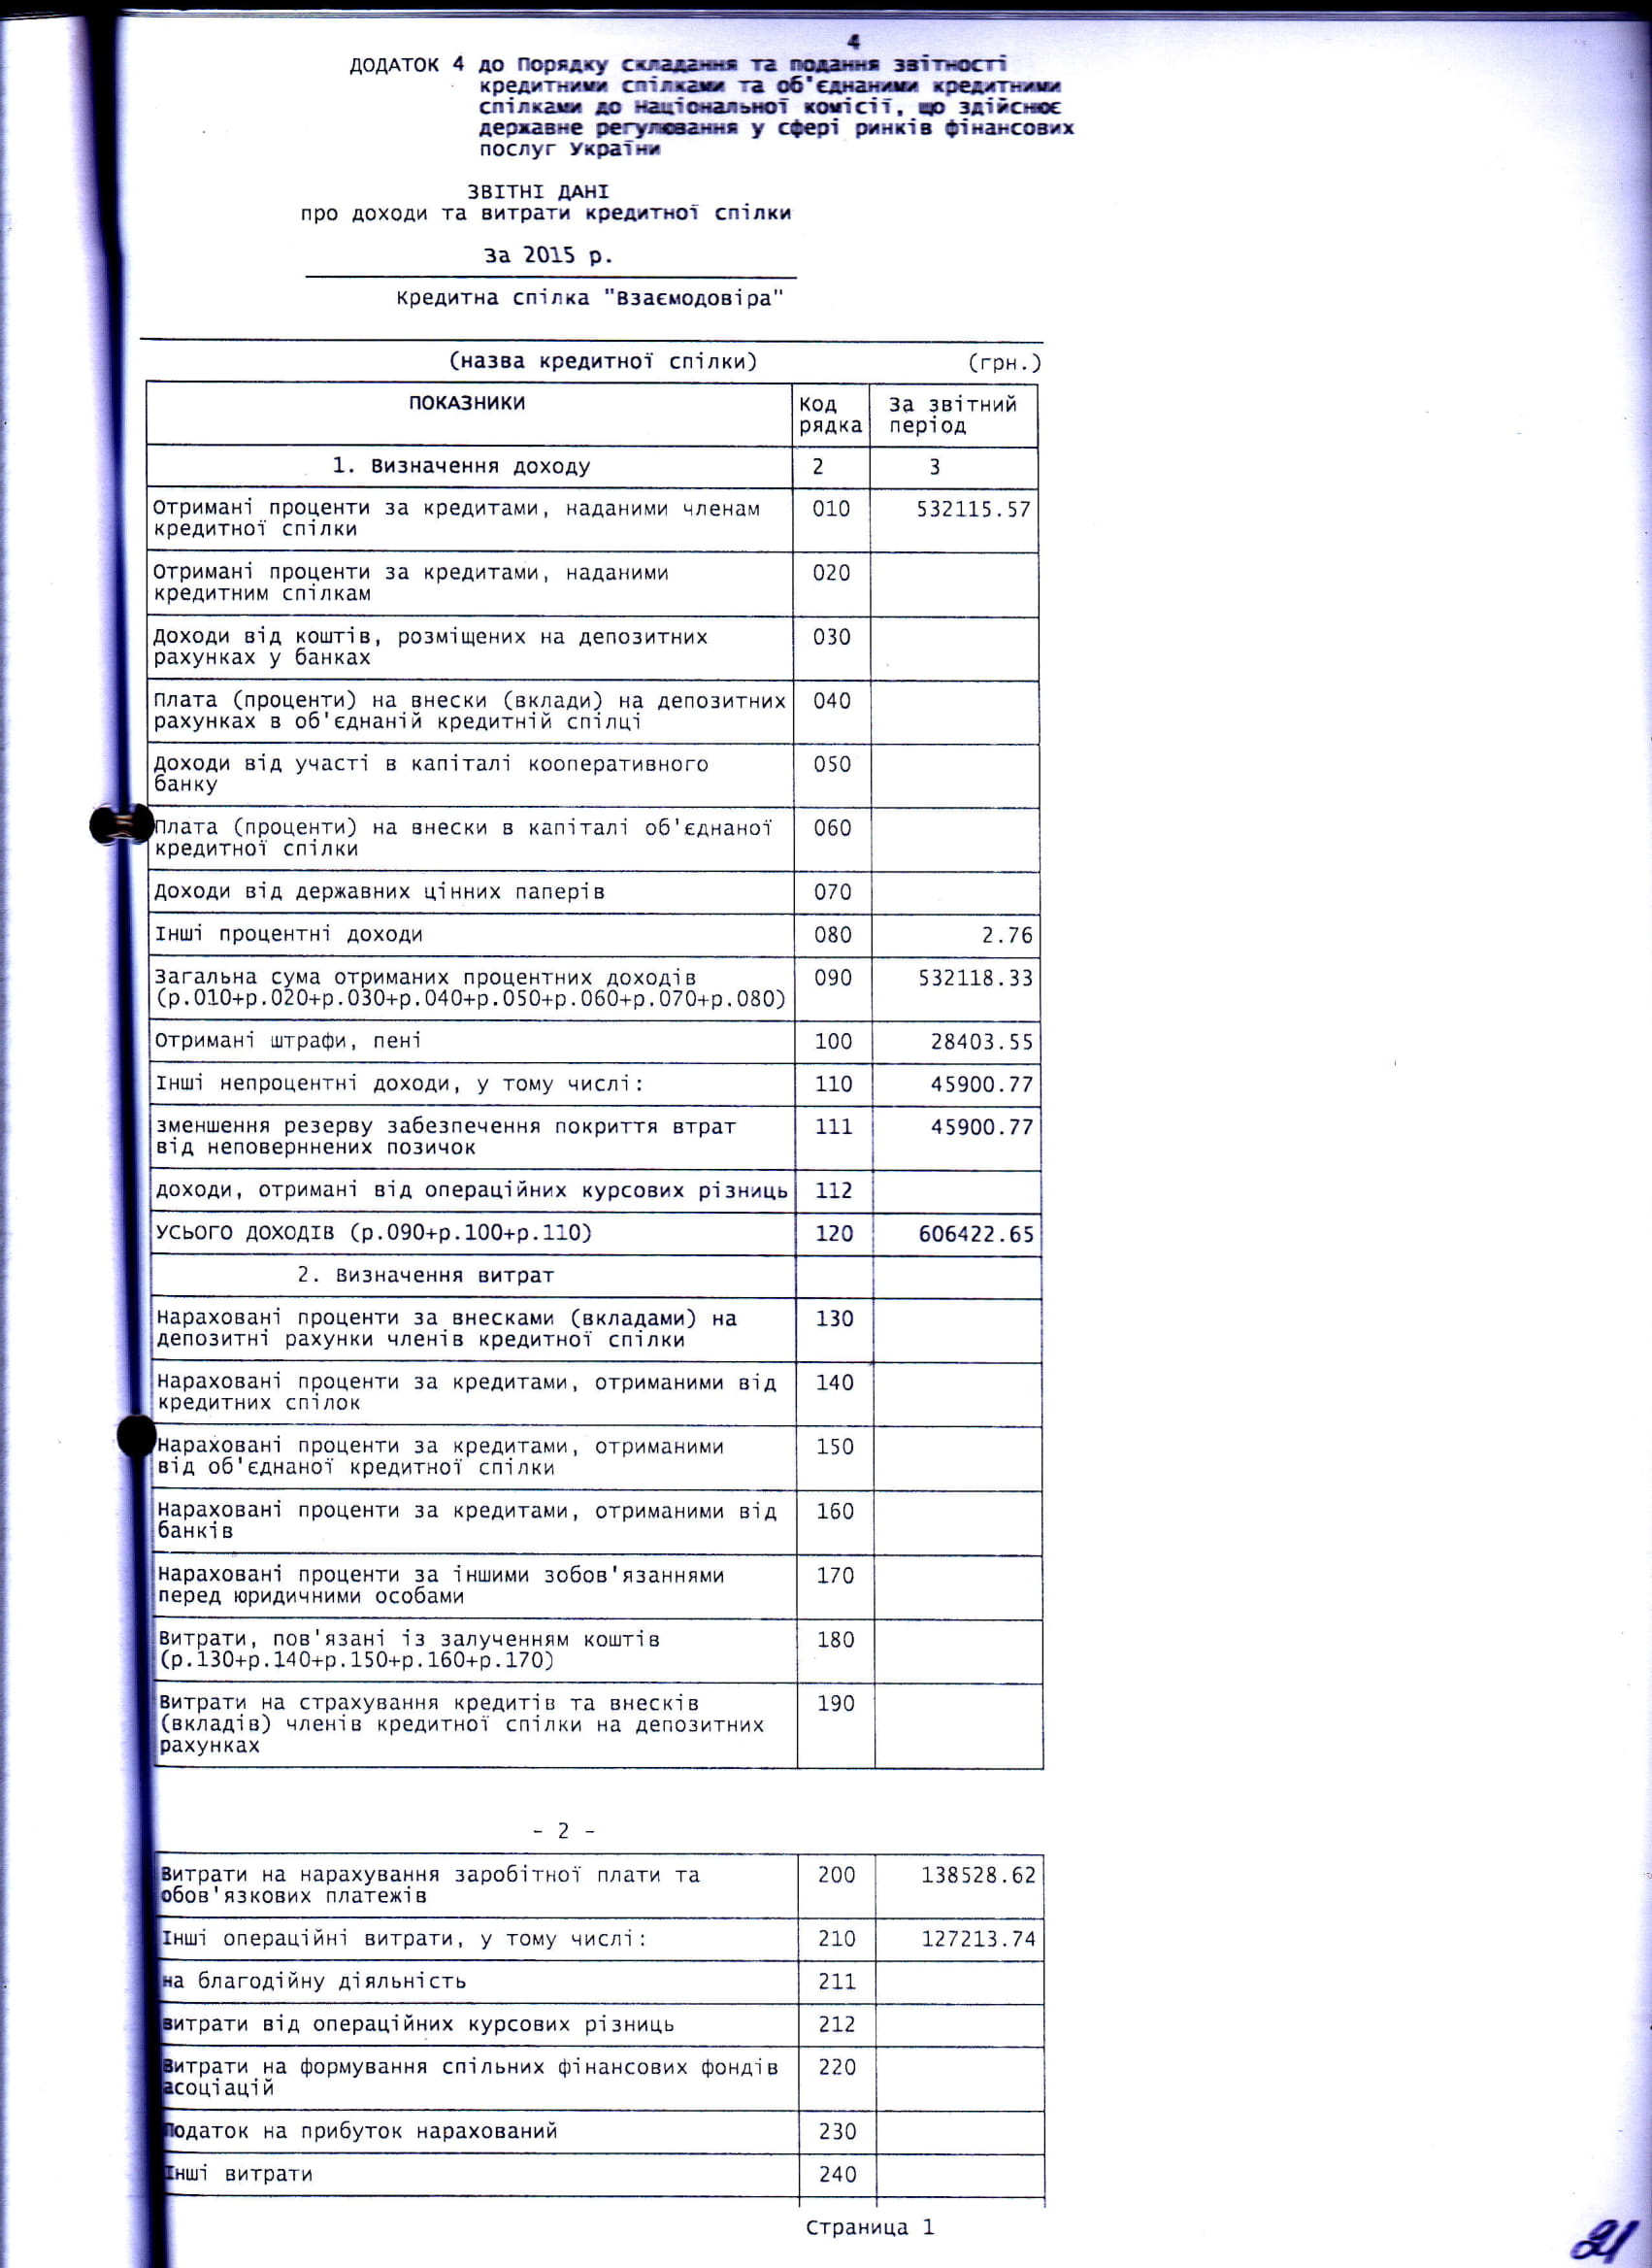 4
ДОДАТОК 4 до Порядку складання та подання звітності
кредитними спілками та об'єднаними кредитними
спілками до національної комісії, що здійснює
державне регулювання у сфері ринків фінансових
послуг України
ЗВІТНІ ДАНІ
про доходи та витрати кредитної спілки
За 2015 р.
Кредитна спілка "Взаємодовіра"
(назва кредитної спілки) (грн.)
ПОКАЗНИКИ Код За звітний
рядка період
1. Визначення доходу 2 3
Отримані проценти за кредитами, наданими членам 010 532115.57
кредитної спілки
Отримані проценти за кредитами, наданими 020
кредитним спілкам
Доходи від коштів, розміщених на депозитних 030
рахунках у банках
Плата (проценти) на внески (вклади) на депозитних 040
рахунках в об'єднаній кредитній спілці
Доходи від участі в капіталі кооперативного 050
банку
Плата (проценти) на внески в капіталі об'єднаної 060
кредитної спілки
Доходи від державних цінних паперів 070
Інші процентні доходи 080 2.76
Загальна сума отриманих процентних доходів 090 532118.33
(р.010+р.020+р.030+р.040+р.050+р.060+р.070+р.080)
Отримані штрафи, пені 100 28403.55
Інші непроцентні доходи, у тому числі: 110 45900.77
зменшення резерву забезпечення покриття втрат 111 45900.77
від неповерннених позичок
доходи, отримані від операційних курсових різниць 112
УСЬОГО ДОХОДІВ (р.090+р.100+р.110) 120 606422.65
2. Визначення витрат
Нараховані проценти за внесками (вкладами) на 130
депозитні рахунки членів кредитної спілки
Нараховані проценти за кредитами, отриманими від 140
кредитних спілок
Нараховані проценти за кредитами, отриманими 150
від об'єднаної кредитної спілки
Нараховані проценти за кредитами, отриманими від 160
банків
Нараховані проценти за іншими зобов'язаннями 170
перед юридичними особами
Витрати, пов'язані із залученням коштів 180
(р.130+р.140+р.150+р.160+р.170)
Витрати на страхування кредитів та внесків 190
(вкладів) членів кредитної спілки на депозитних
рахунках
- 2 -
Витрати на нарахування заробітної плати та 200 138528.62
обов'язкових платежів
Інші операційні витрати, у тому числі: 210 127213.74
на благодійну діяльність 211
витрати від операційних курсових різниць 212
Витрати на формування спільних фінансових фондів 220
асоціацій
Податок на прибуток нарахований 230
Інші витрати 240
Страница 1
21